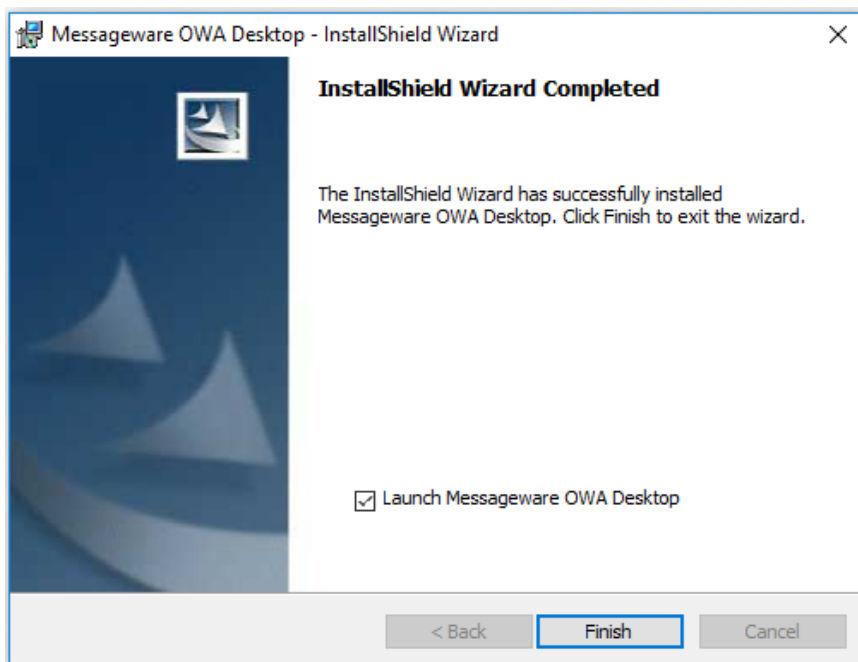 Messageware OWA Desktop - InstallShield Wizard
InstallShield Wizard Completed
The InstallShield Wizard has successfully installed
Messageware OWA Desktop. Click Finish to exit the wizard.
Launch Messageware OWA Desktop
< Back
Finish
Cancel